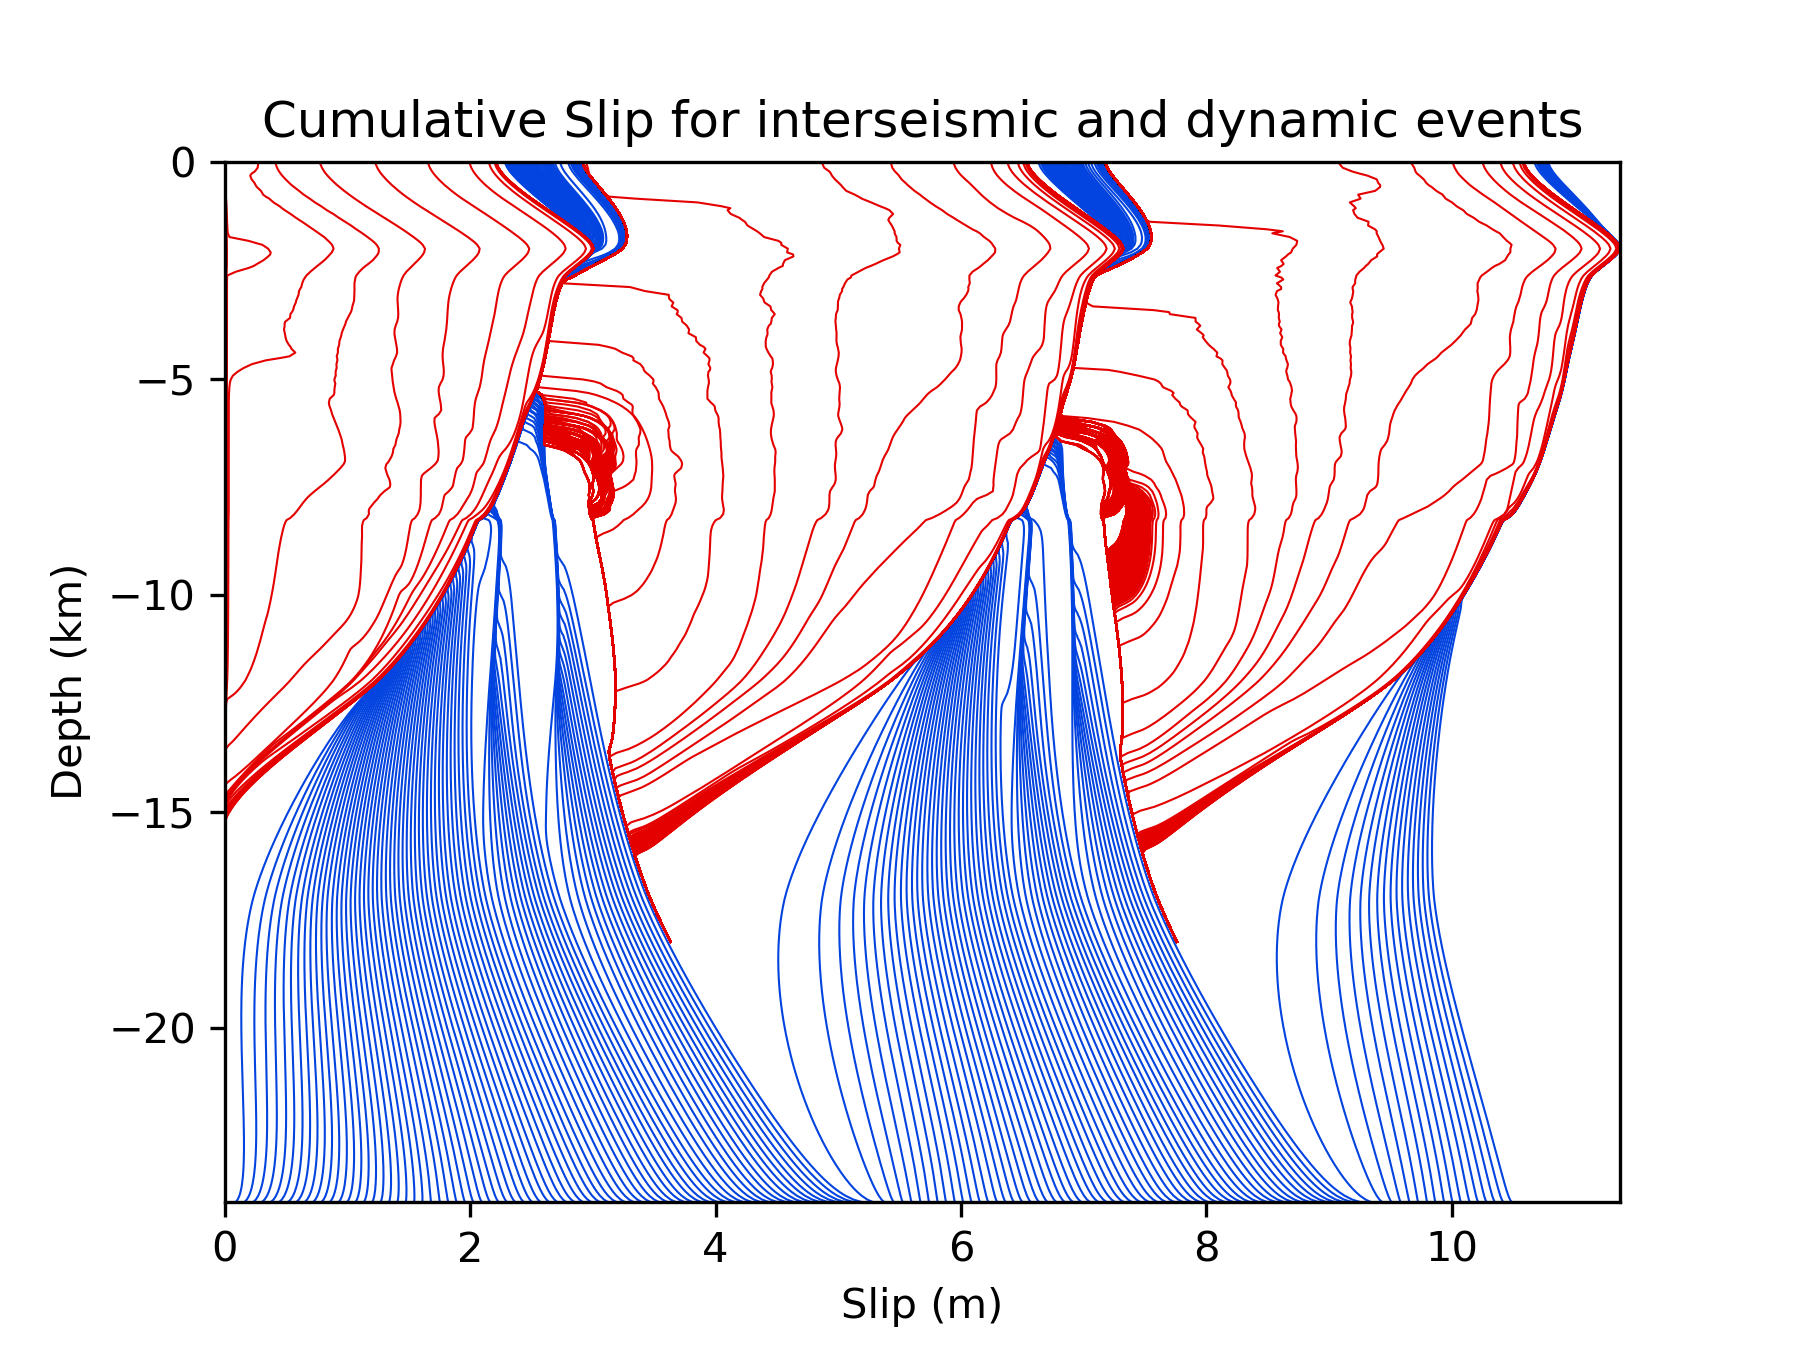 Cumulative Slip for interseismic and dynamic events
0
−5
−10
−15
−20
Depth (km)
0 2 4 6 8 10
Slip (m)